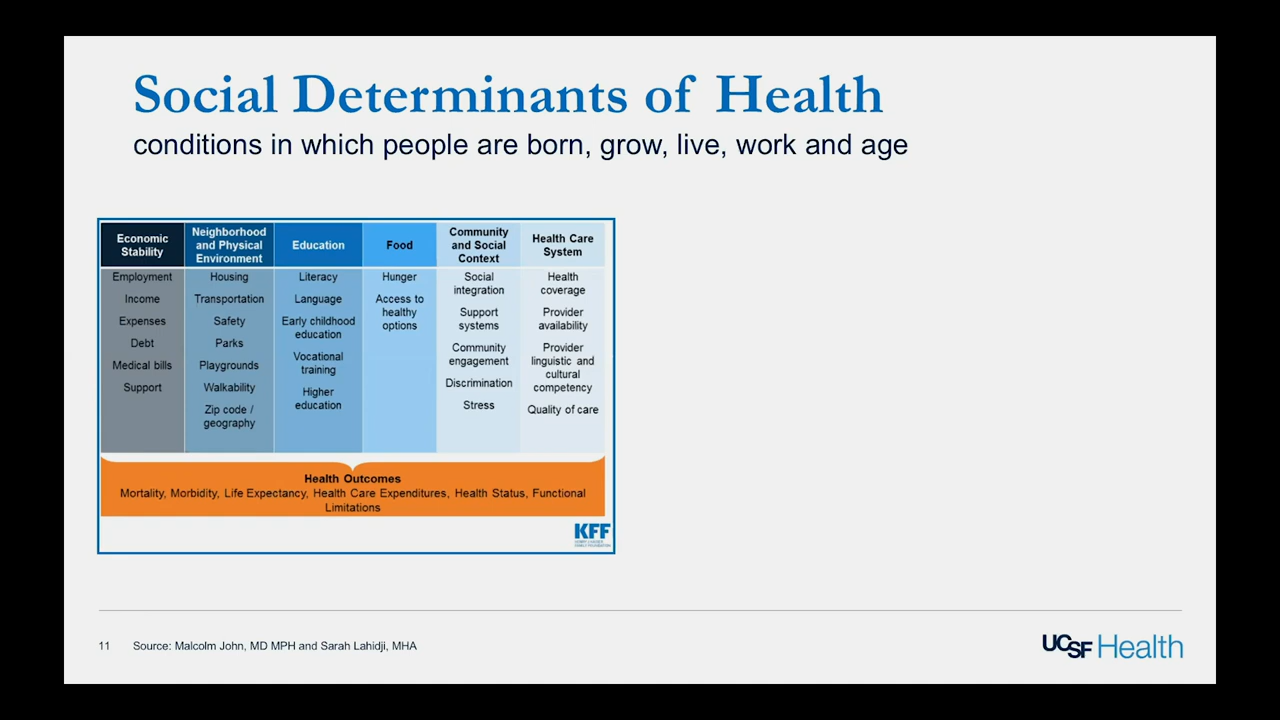 Social Determinants of Health
conditions in which people are born, grow, live, work and age
Economic
Stability
Employment
Income
Expenses
Debt
Medical bills
Support
Neighborhood
and Physical
Environment
Housing
Transportation
Safety
Parks
Playgrounds
Walkability
Zip code /
geography
Education
Literacy
Language
Early childhood
education
Vocational
training
Higher
education
Food
Hunger
Access to
healthy
options
Community
and Social
Context
Social
integration
Support
systems
Community
engagement
Discrimination
Stress
Health Care
System
Health
coverage
Provider
availability
Provider
linguistic and
cultural
competency
Quality of care
Health Outcomes
Mortality, Morbidity, Life Expectancy, Health Care Expenditures, Health Status, Functional
Limitations
KFF
11 Source: Malcolm John, MD MPH and Sarah Lahidji, MHA
UCSF Health